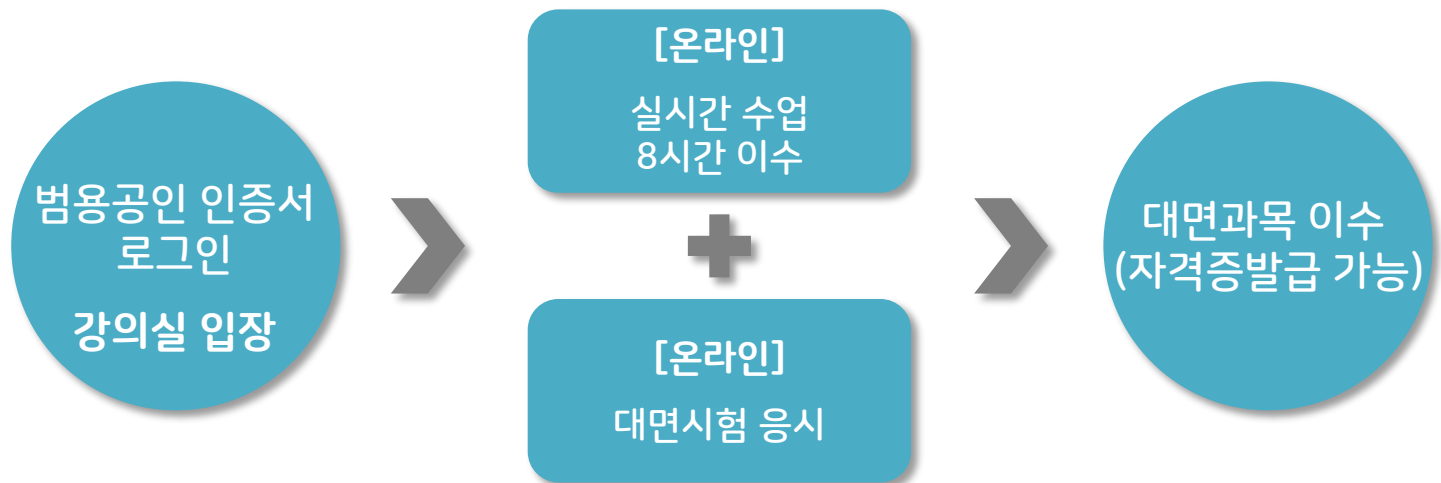 범용공인 인증서
로그인
강의실 입장
[온라인]
실시간 수업
8시간 이수
[온라인]
대면시험 응시
대면과목 이수
(자격증발급 가능)